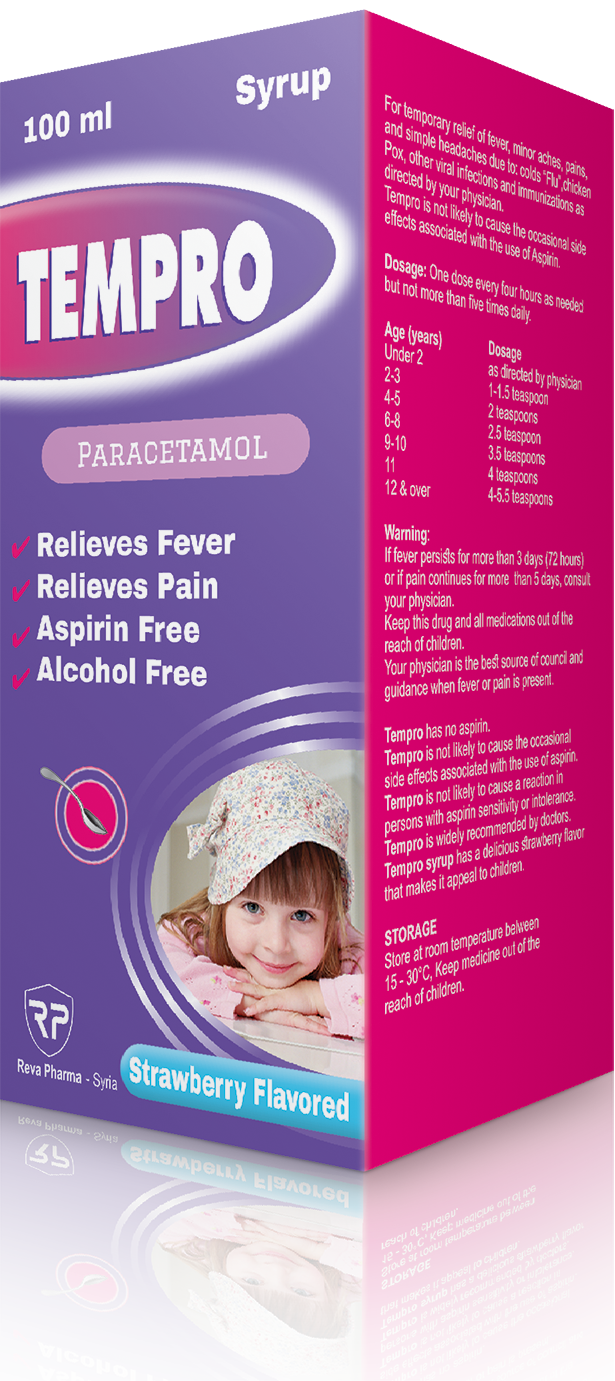 100 ml
Syrup
TEMPRO
PARACETAMOL
Relieves Fever
Relieves Pain
Aspirin Free
Alcohol Free
RP
Reva Pharma - Syria
Strawberry Flavored
For temporary relief of fever, minor aches, pains,
and simple headaches due to: colds "Flu",chicken
Pox, other viral infections and immunizations as
directed by your physician.
Tempro is not likely to cause the occasional side
effects associated with the use of Aspirin.
Dosage: One dose every four hours as needed
but not more than five times daily.
Age (years) Dosage
Under 2 as directed by physician
2-3 1-1.5 teaspoon
4-5 2 teaspoons
6-8 2.5 teaspoon
9-10 3.5 teaspoons
11 4 teaspoons
12 & over 4-5.5 teaspoons
Warning:
If fever persists for more than 3 days (72 hours)
or if pain continues for more than 5 days, consult
your physician.
Keep this drug and all medications out of the
reach of children.
Your physician is the best source of council and
guidance when fever or pain is present.
Tempro has no aspirin.
Tempro is not likely to cause the occasional
side effects associated with the use of aspirin.
Tempro is not likely to cause a reaction in
persons with aspirin sensitivity or intolerance.
Tempro is widely recommended by doctors.
Tempro syrup has a delicious strawberry flavor
that makes it appeal to children.
STORAGE
Store at room temperature between
15 - 30°C, Keep medicine out of the
reach of children.